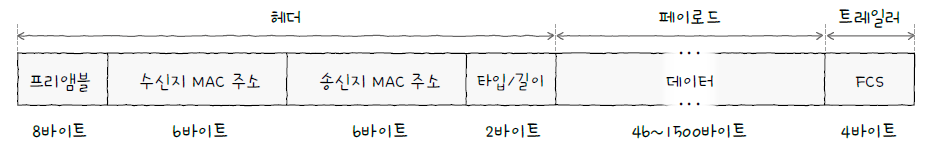 헤더 페이로드 트레일러
프리앰블 수신지 MAC 주소 송신지 MAC 주소 타입/길이 데이터 FCS
8바이트 6바이트 6바이트 2바이트 46~1500바이트 4바이트